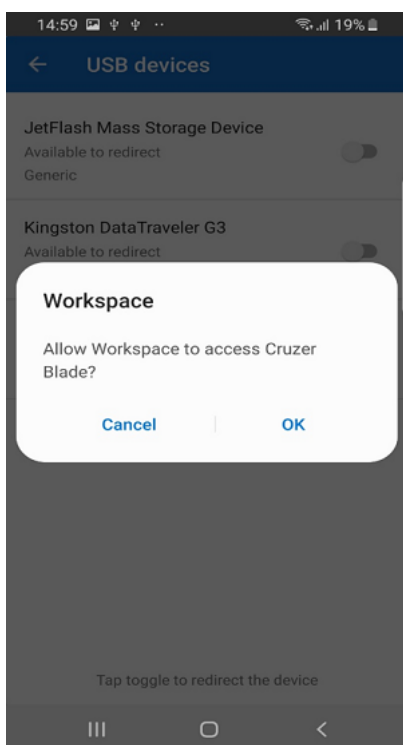 14:59 19%
USB devices
JetFlash Mass Storage Device
Available to redirect
Generic
Kingston DataTraveler G3
Available to redirect
Workspace
Allow Workspace to access Cruzer
Blade?
Cancel OK
Tap toggle to redirect the device